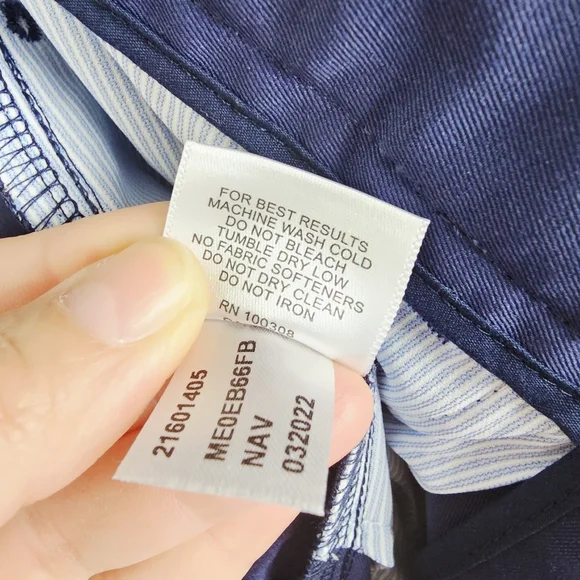 FOR BEST RESULTS
MACHINE WASH COLD
DO NOT BLEACH
TUMBLE DRY LOW
NO FABRIC SOFTENERS
DO NOT DRY CLEAN
DO NOT IRON
RN 100308
21601405
ME0EB66FB
NAV
032022